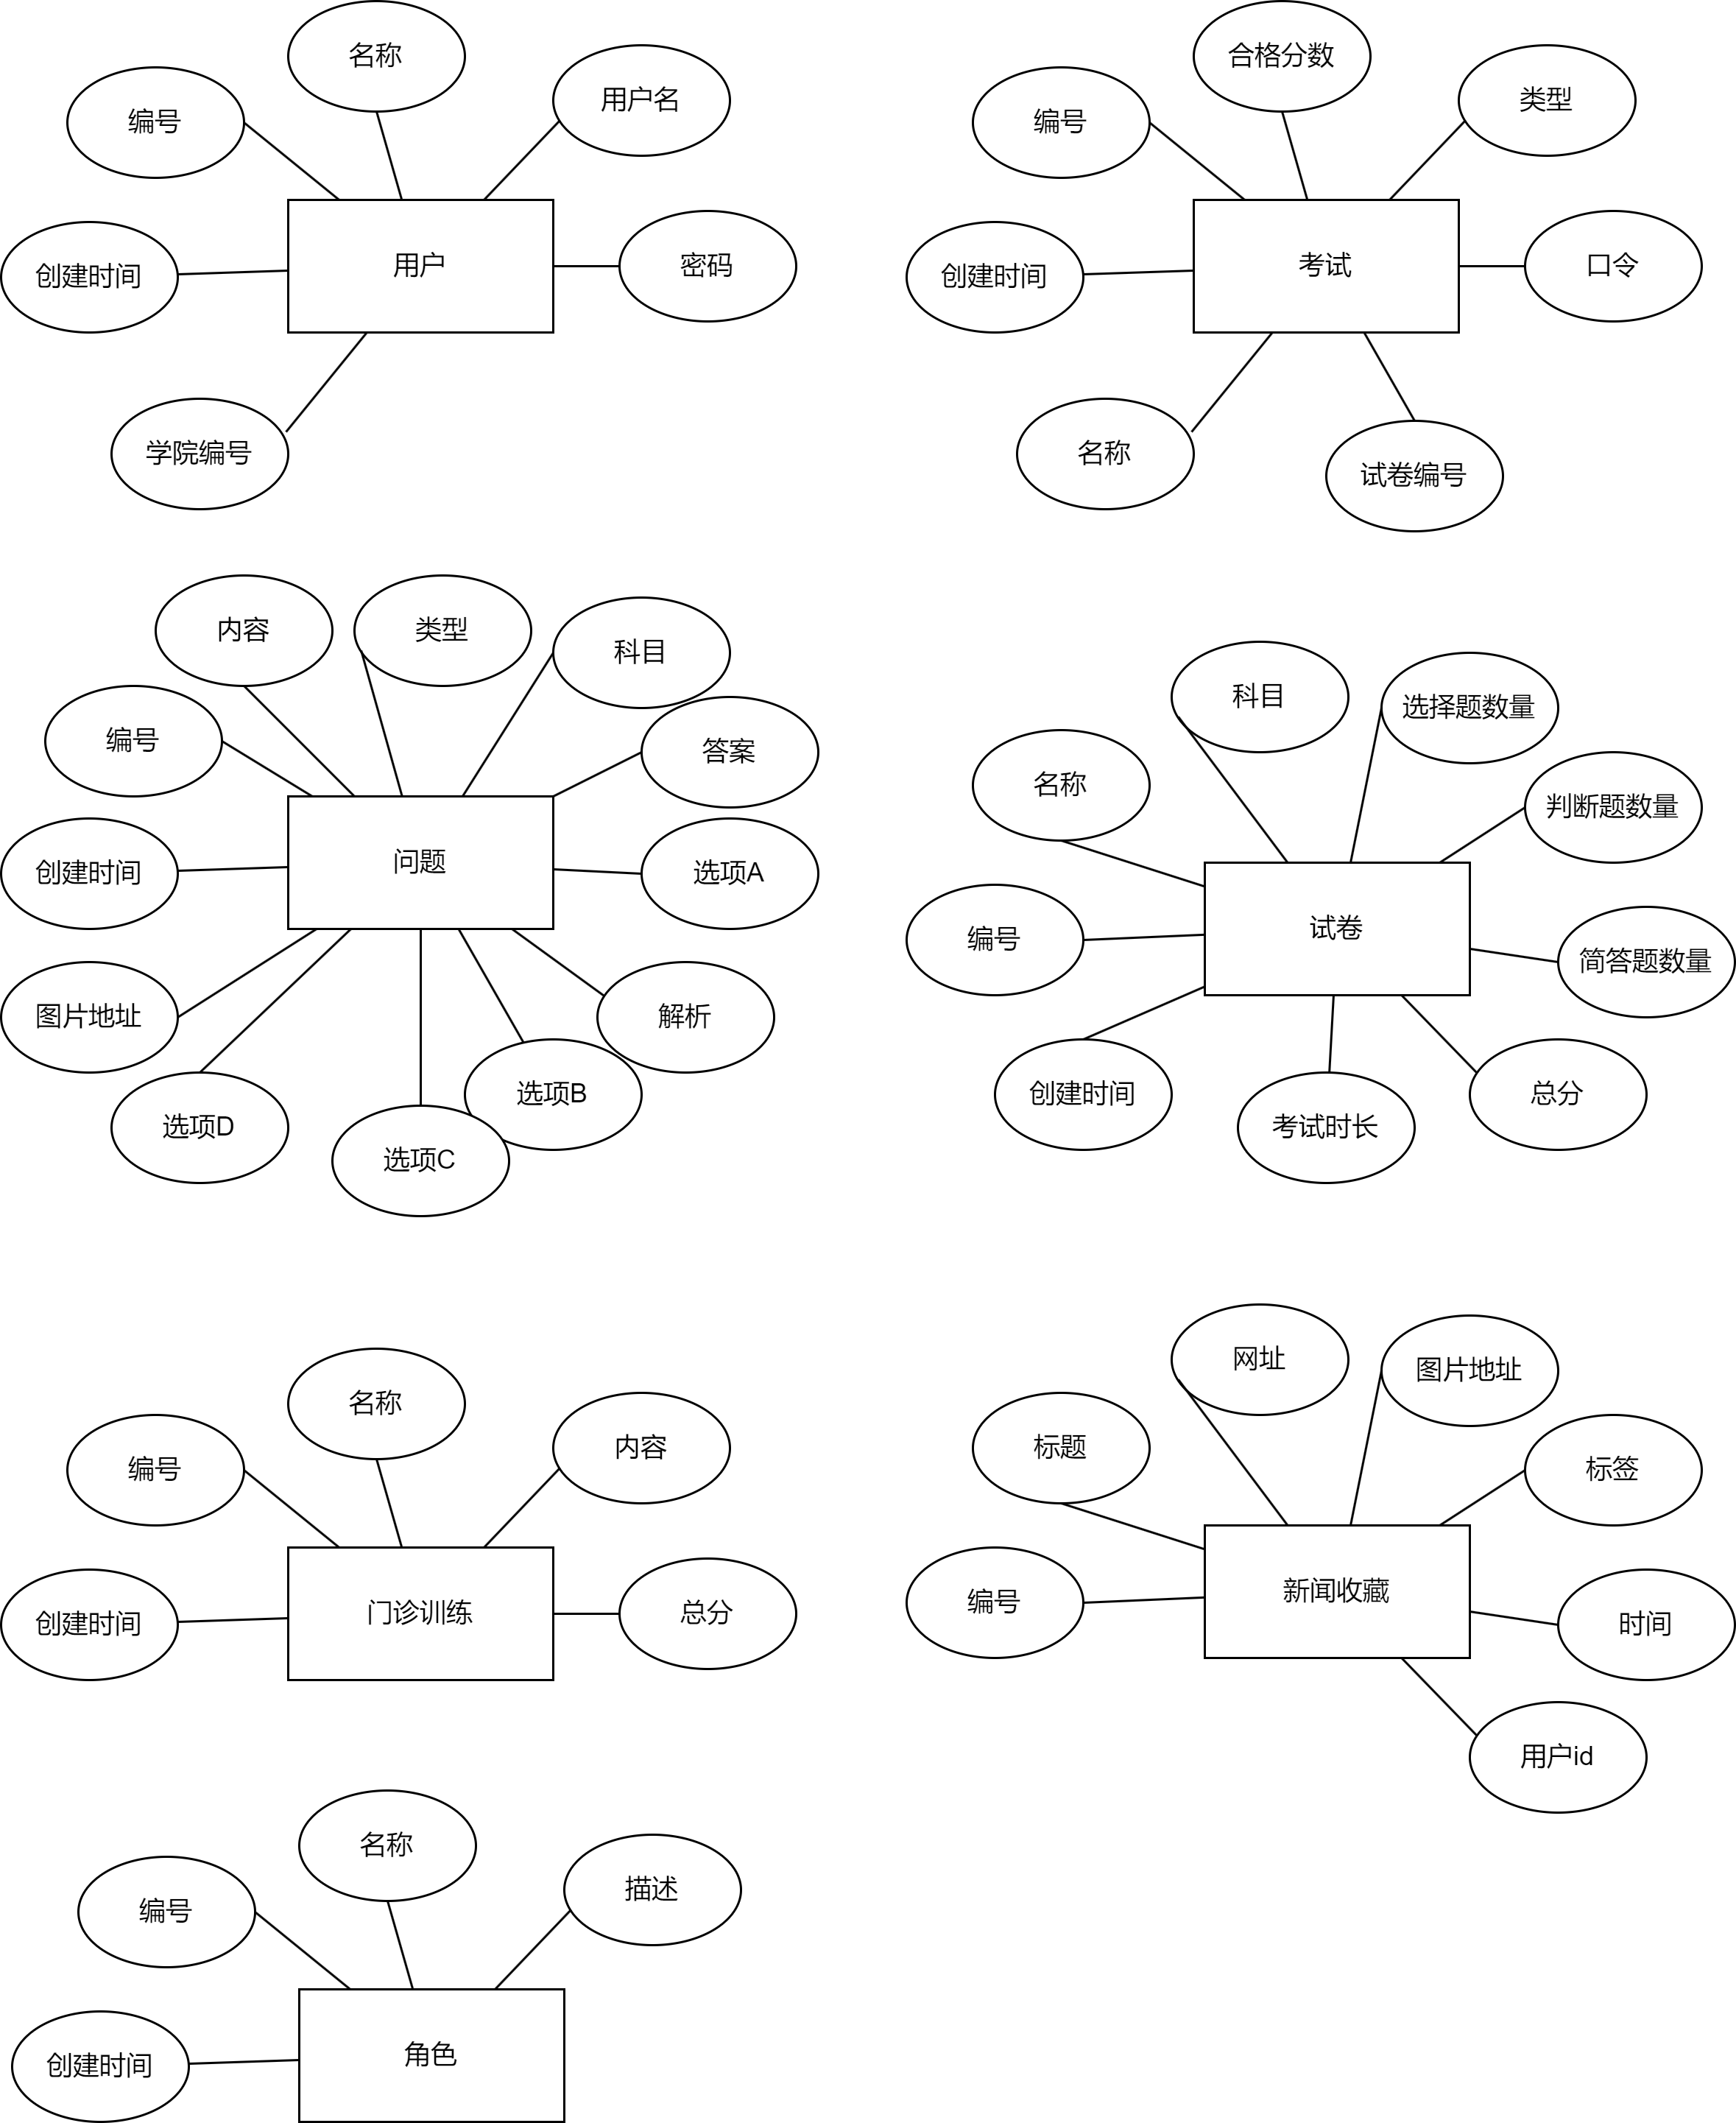 名称
用户名
编号
用户
密码
创建时间
学院编号
合格分数
类型
编号
考试
口令
创建时间
名称
试卷编号
内容
类型
科目
编号
答案
问题
选项A
创建时间
图片地址
解析
选项B
选项D
选项C
科目
选择题数量
名称
判断题数量
试卷
编号
简答题数量
创建时间
考试时长
总分
名称
内容
编号
门诊训练
总分
创建时间
网址
图片地址
标题
标签
新闻收藏
编号
时间
用户id
名称
描述
编号
角色
创建时间